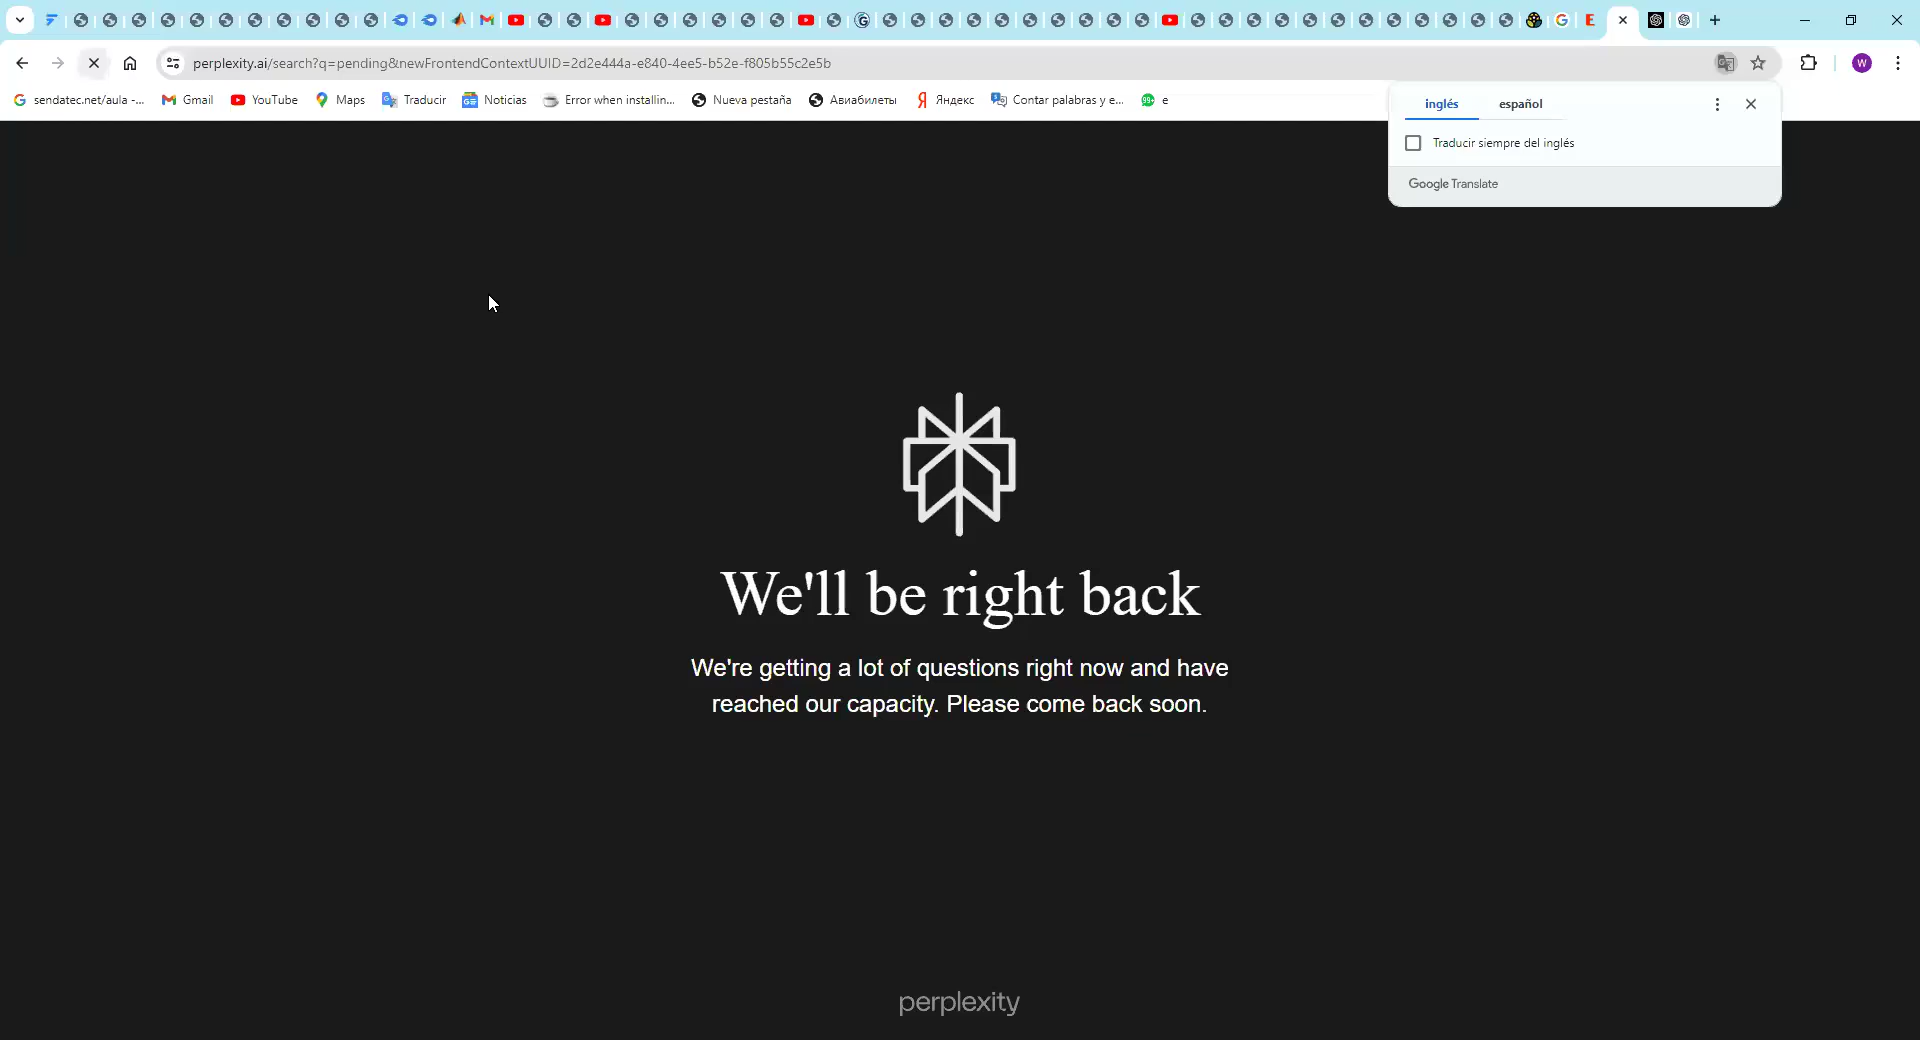 perplexity.ai/search?q=pending&newFrontendContextUUID=2d2e444a-e840-4ee5-b52e-f805b55c2e5b
W
sendatec.net/aula -...
Gmail
YouTube
Maps
Traducir
Noticias
Error when installin...
Nueva pestaña
Авиабилеты
Яндекс
Contar palabras y e...
99+
e
inglés
español
Traducir siempre del inglés
Google Translate
We'll be right back
We're getting a lot of questions right now and have
reached our capacity. Please come back soon.
perplexity